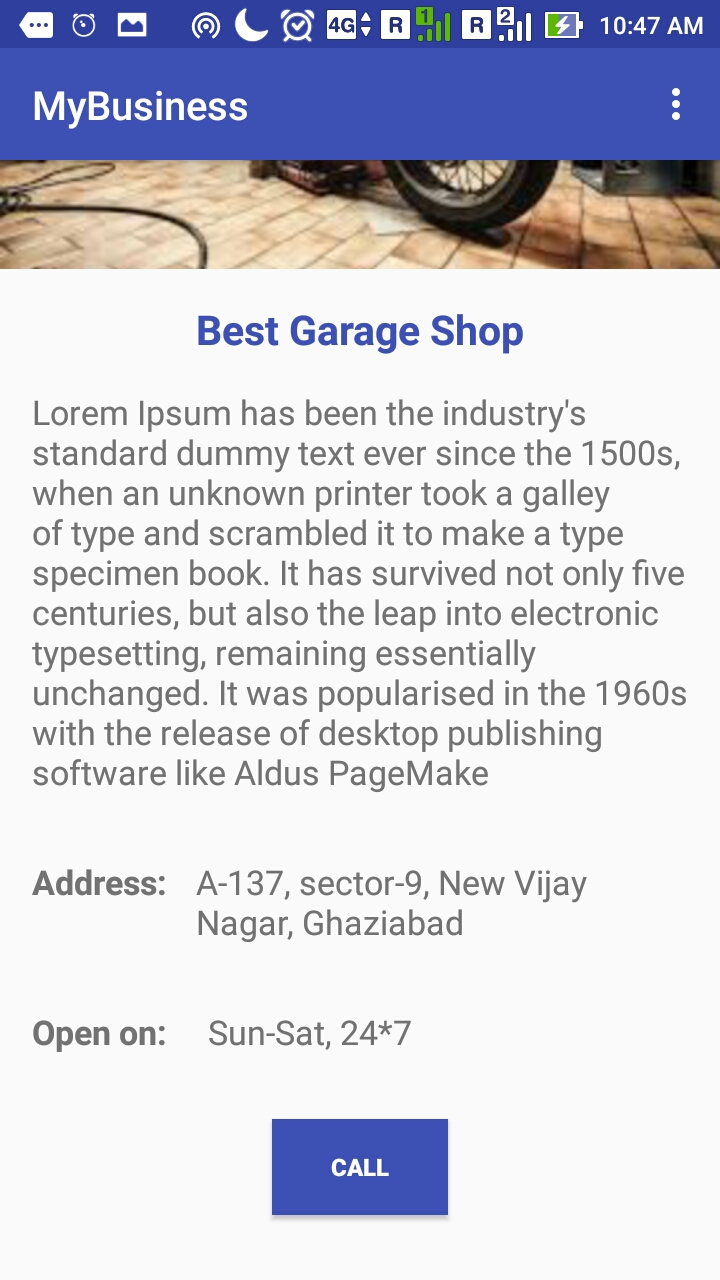 4G R 1 R 2 10:47 AM
MyBusiness
Best Garage Shop
Lorem Ipsum has been the industry's
standard dummy text ever since the 1500s,
when an unknown printer took a galley
of type and scrambled it to make a type
specimen book. It has survived not only five
centuries, but also the leap into electronic
typesetting, remaining essentially
unchanged. It was popularised in the 1960s
with the release of desktop publishing
software like Aldus PageMake
Address: A-137, sector-9, New Vijay
Nagar, Ghaziabad
Open on: Sun-Sat, 24*7
CALL